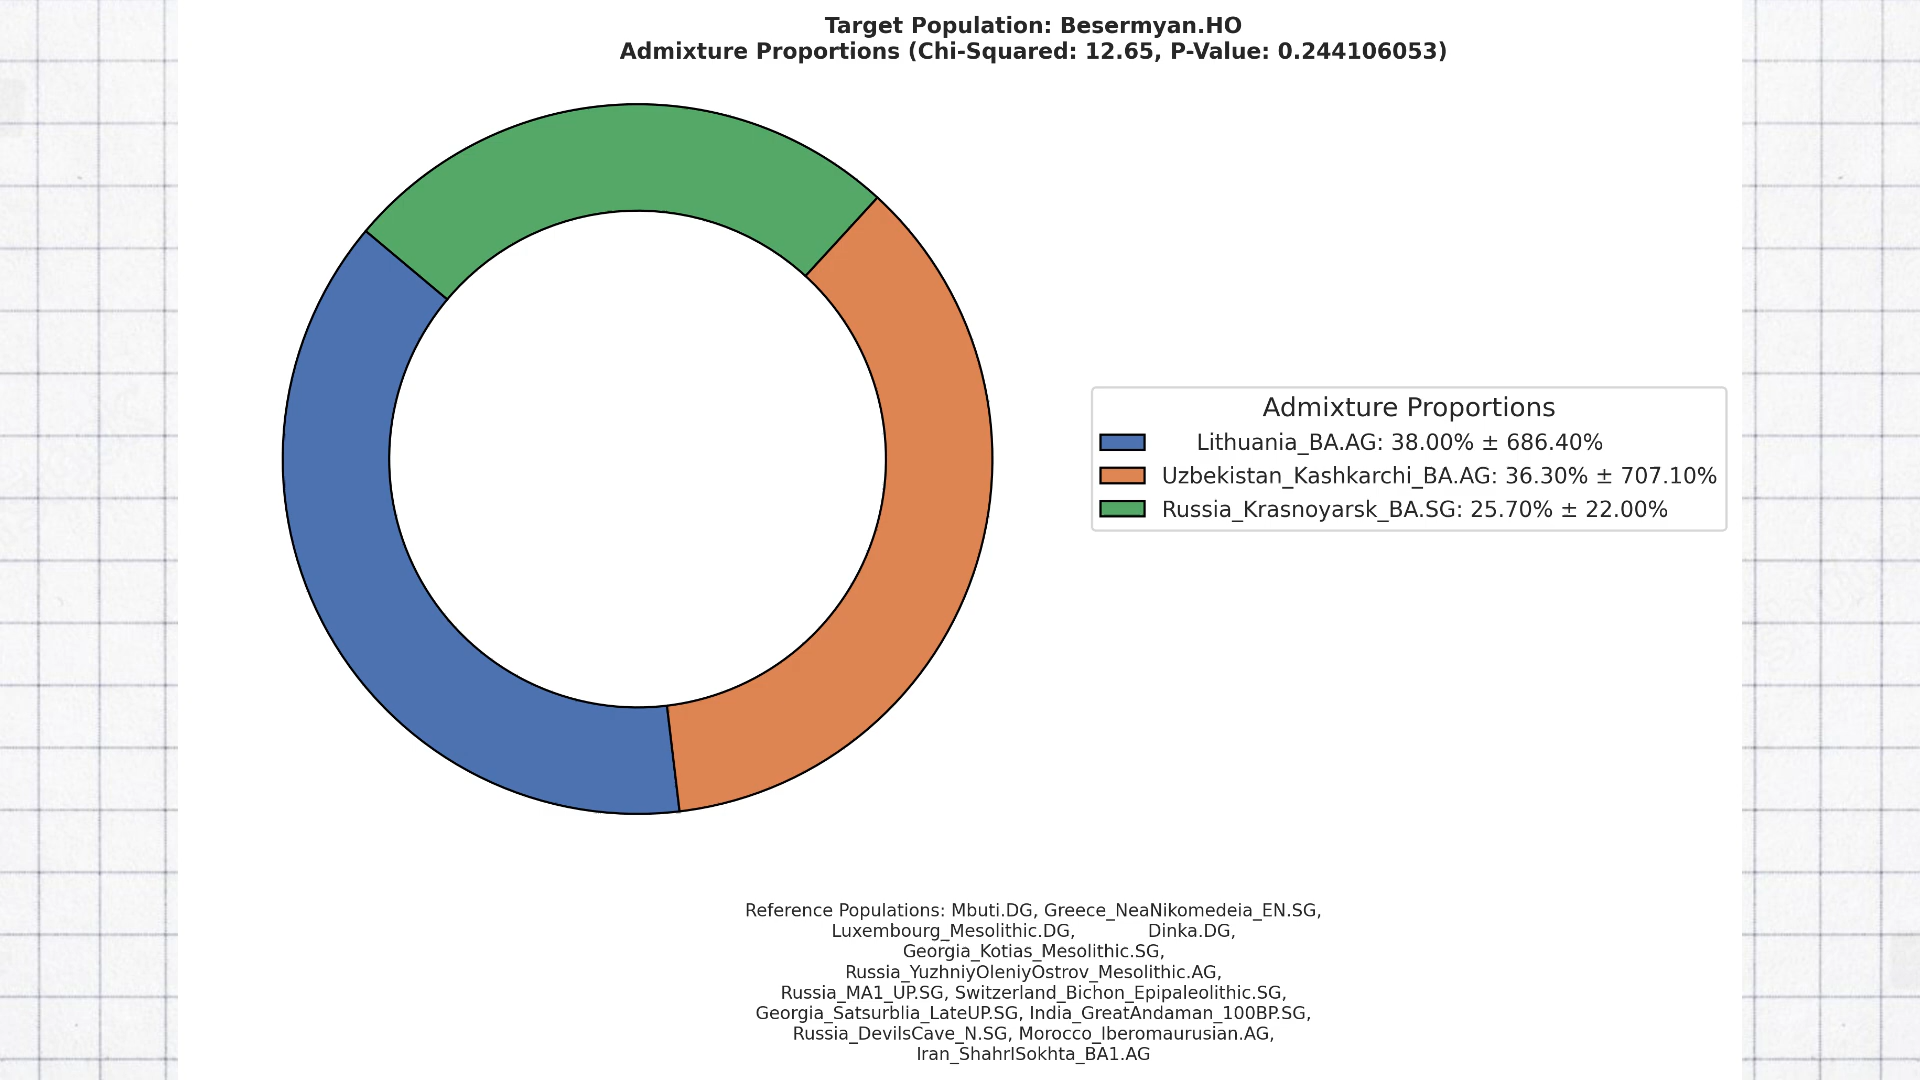 Target Population: Besermyan.HO
Admixture Proportions (Chi-Squared: 12.65, P-Value: 0.244106053)
Admixture Proportions
Lithuania_BA.AG: 38.00% ± 686.40%
Uzbekistan_Kashkarchi_BA.AG: 36.30% ± 707.10%
Russia_Krasnoyarsk_BA.SG: 25.70% ± 22.00%
Reference Populations: Mbuti.DG, Greece_NeaNikomedeia_EN.SG,
Luxembourg_Mesolithic.DG, Dinka.DG,
Georgia_Kotias_Mesolithic.SG,
Russia_YuzhniyOleniyOstrov_Mesolithic.AG,
Russia_MA1_UP.SG, Switzerland_Bichon_Epipaleolithic.SG,
Georgia_Satsurblia_LateUP.SG, India_GreatAndaman_100BP.SG,
Russia_DevilsCave_N.SG, Morocco_Iberomaurusian.AG,
Iran_ShahrISokhta_BA1.AG